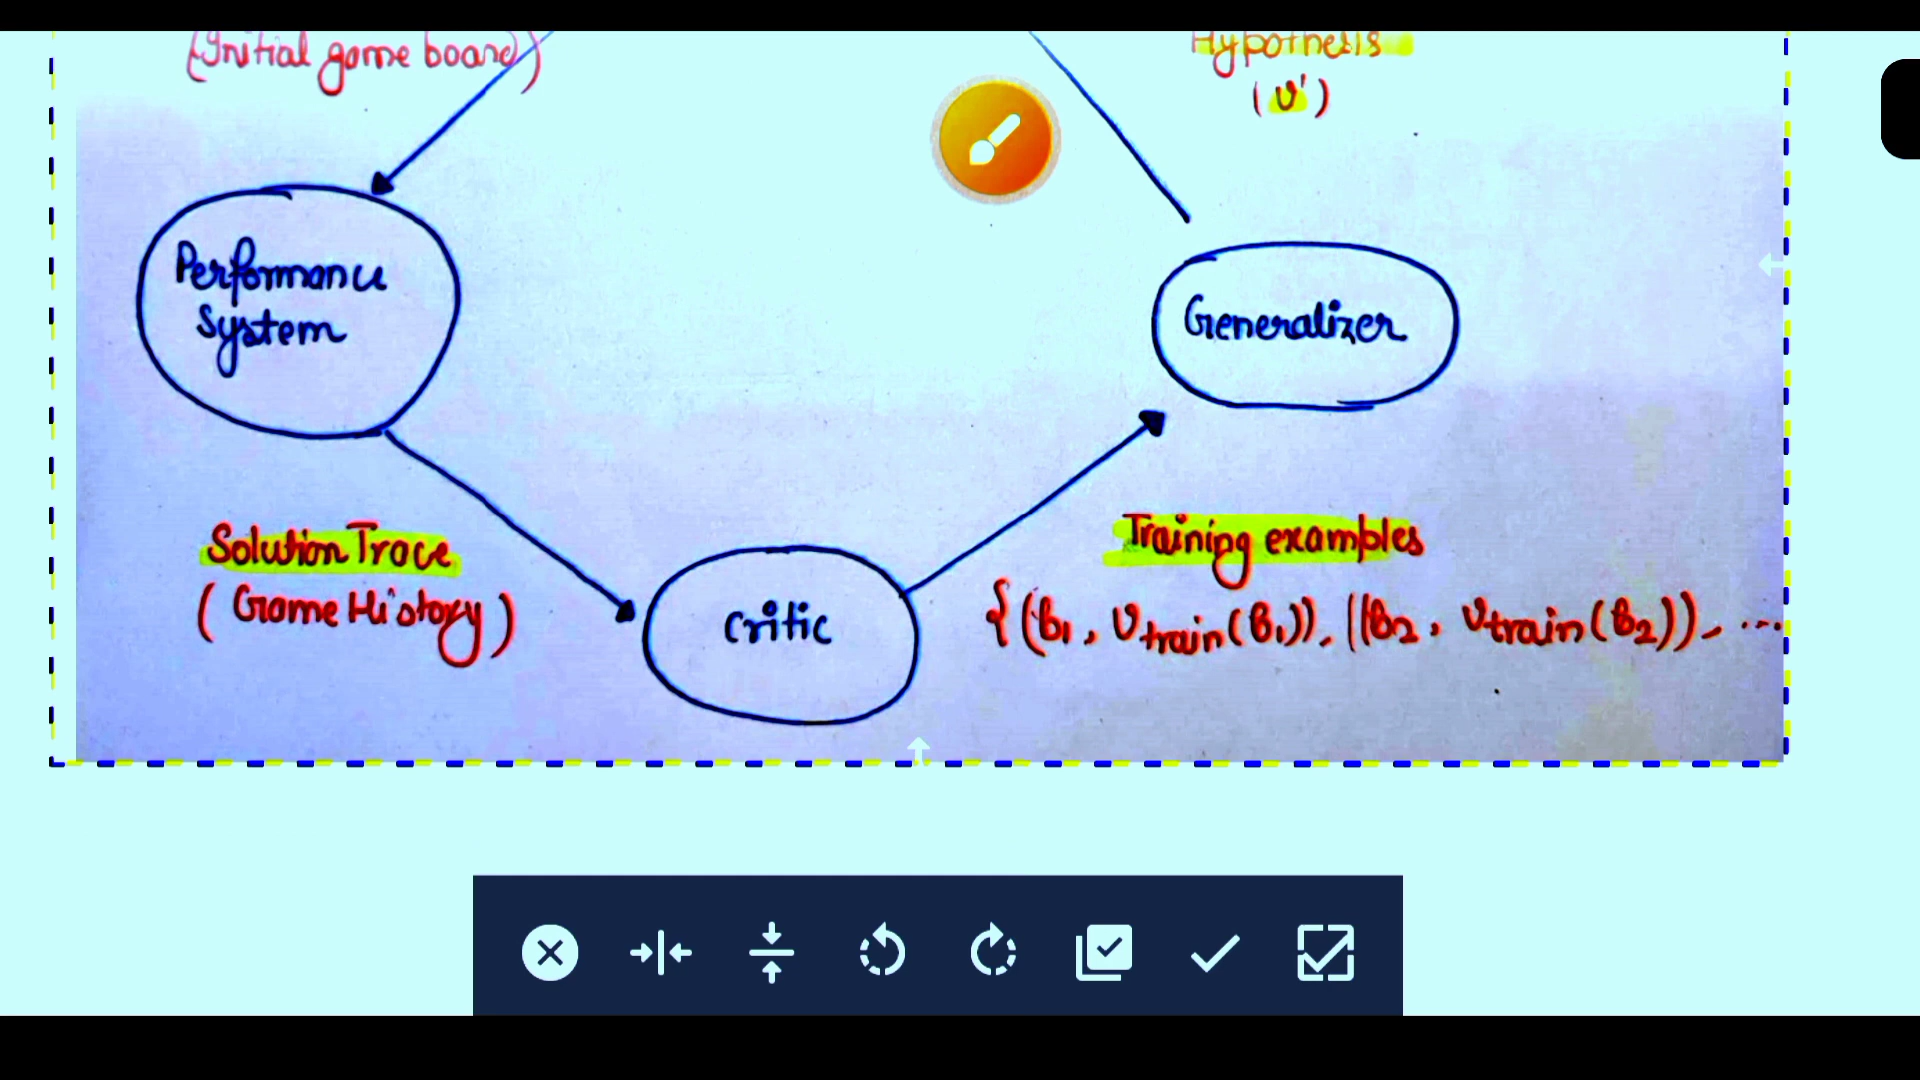 (Initial game board)
Hypothesis
(v')
Performance
System
Generalizer
Solution Trace
(Game History)
Critic
Training examples
{(b1, Vtrain(b1)), ((b2, Vtrain(b2)), ...